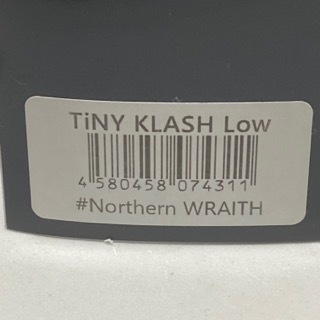 TiNY KLASH Low
4 580458 074311
#Northern WRAITH